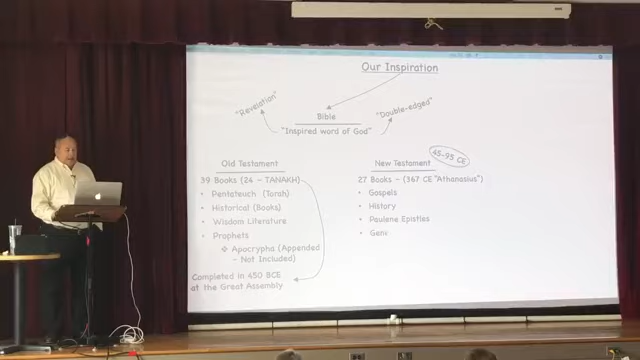 Our Inspiration
"Revelation"
"Double-edged"
Bible
"Inspired word of God"
Old Testament
39 Books (24 - TANAKH)
• Pentateuch (Torah)
• Historical (Books)
• Wisdom Literature
• Prophets
❖ Apocrypha (Appended
- Not Included)
Completed in 450 BCE
at the Great Assembly
New Testament
45-95 CE
27 Books - (367 CE "Athanasius")
• Gospels
• History
• Pauline Epistles
• Gen